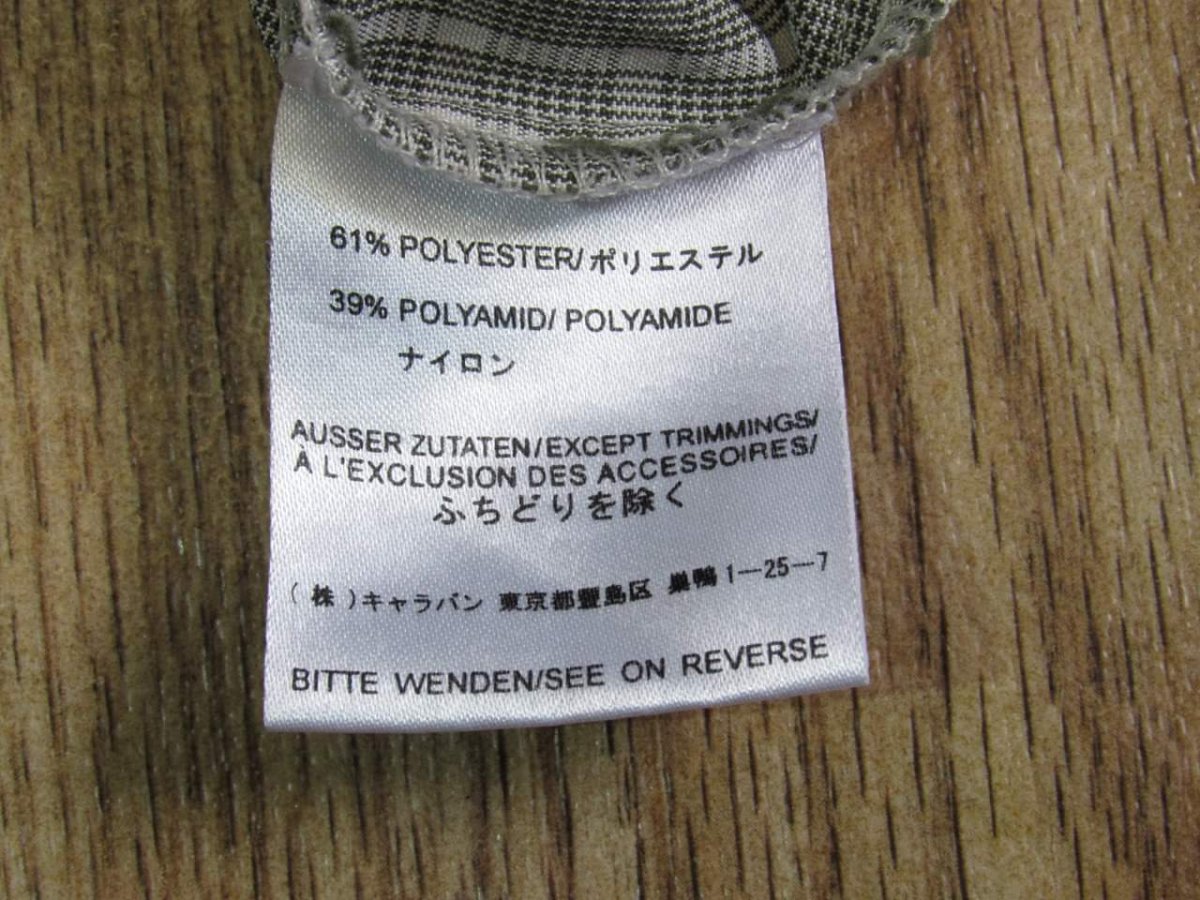 61% POLYESTER/ポリエステル
39% POLYAMID/ POLYAMIDE
ナイロン
AUSSER ZUTATEN/EXCEPT TRIMMINGS/
À L'EXCLUSION DES ACCESSOIRES/
ふちどりを除く
(株)キャラバン 東京都豊島区 巣鴨1-25-7
BITTE WENDEN/SEE ON REVERSE